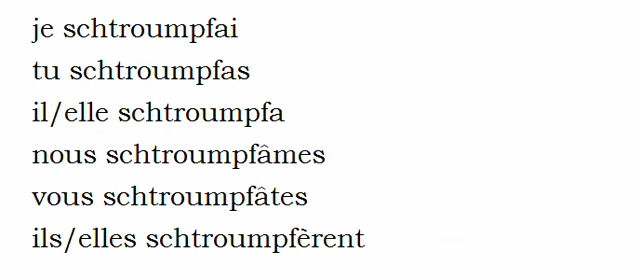 je schtroumpfai
tu schtroumpfas
il/elle schtroumpfa
nous schtroumpfâmes
vous schtroumpfâtes
ils/elles schtroumpfèrent